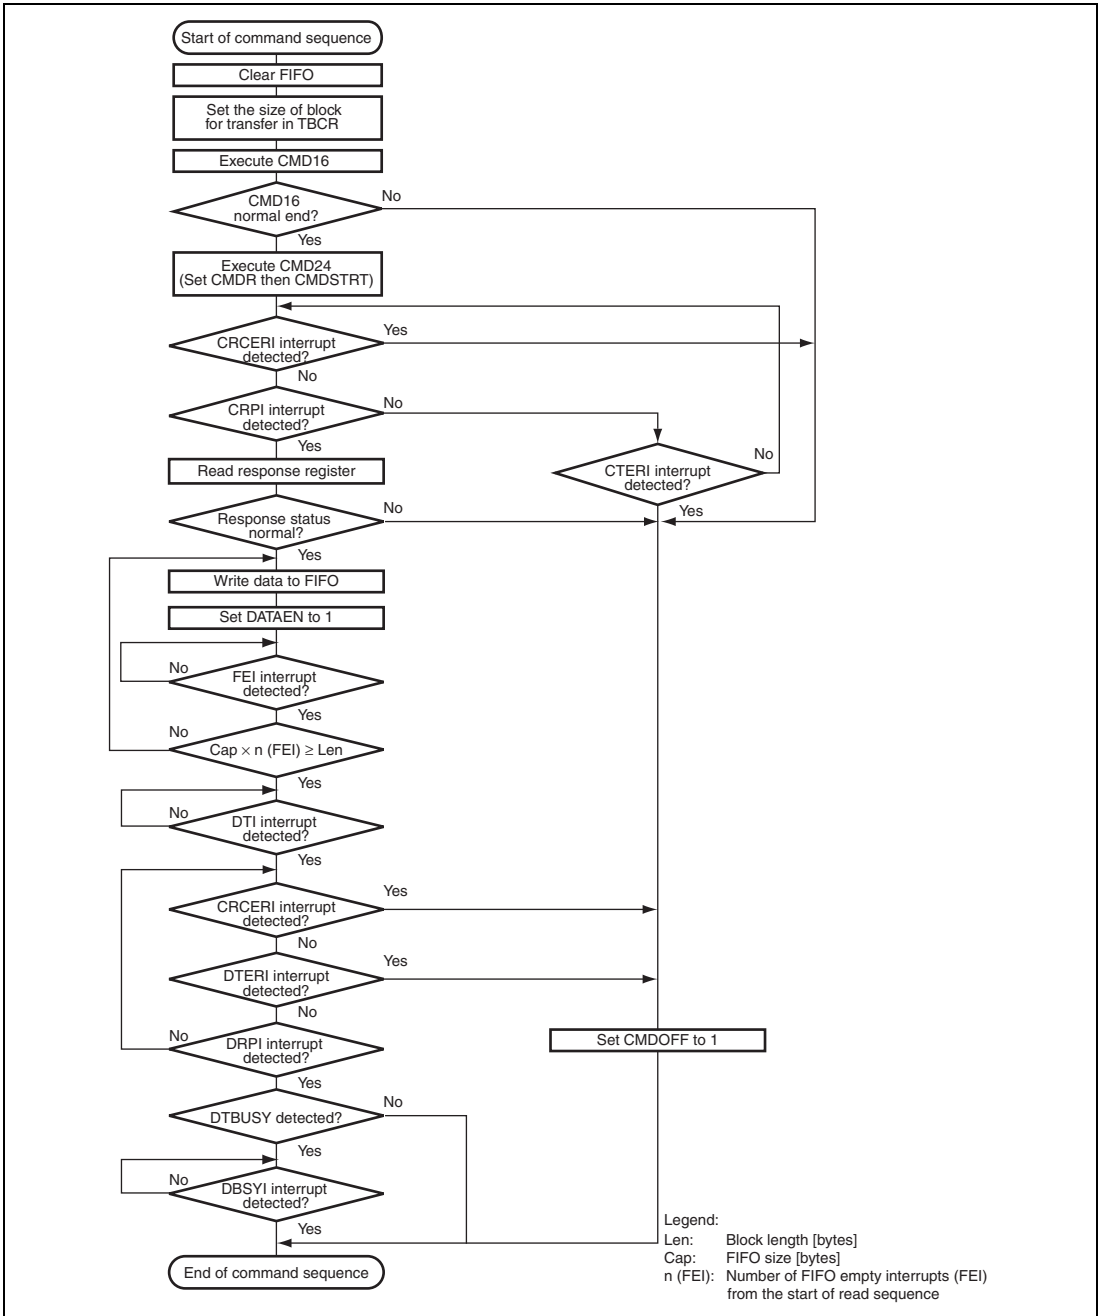 Start of command sequence
Clear FIFO
Set the size of block
for transfer in TBCR
Execute CMD16
CMD16
normal end?
No
Yes
Execute CMD24
(Set CMDR then CMDSTRT)
CRCERI interrupt
detected?
Yes
No
CRPI interrupt
detected?
No
Yes
CTERI interrupt
detected?
No
Yes
Read response register
Response status
normal?
No
Yes
Write data to FIFO
Set DATAEN to 1
No
FEI interrupt
detected?
Yes
No
Cap × n (FEI) ≥ Len
Yes
No
DTI interrupt
detected?
Yes
CRCERI interrupt
detected?
Yes
No
DTERI interrupt
detected?
Yes
No
No
DRPI interrupt
detected?
Yes
Set CMDOFF to 1
DTBUSY detected?
No
Yes
No
DBSYI interrupt
detected?
Yes
End of command sequence
Legend:
Len: Block length [bytes]
Cap: FIFO size [bytes]
n (FEI): Number of FIFO empty interrupts (FEI)
from the start of read sequence